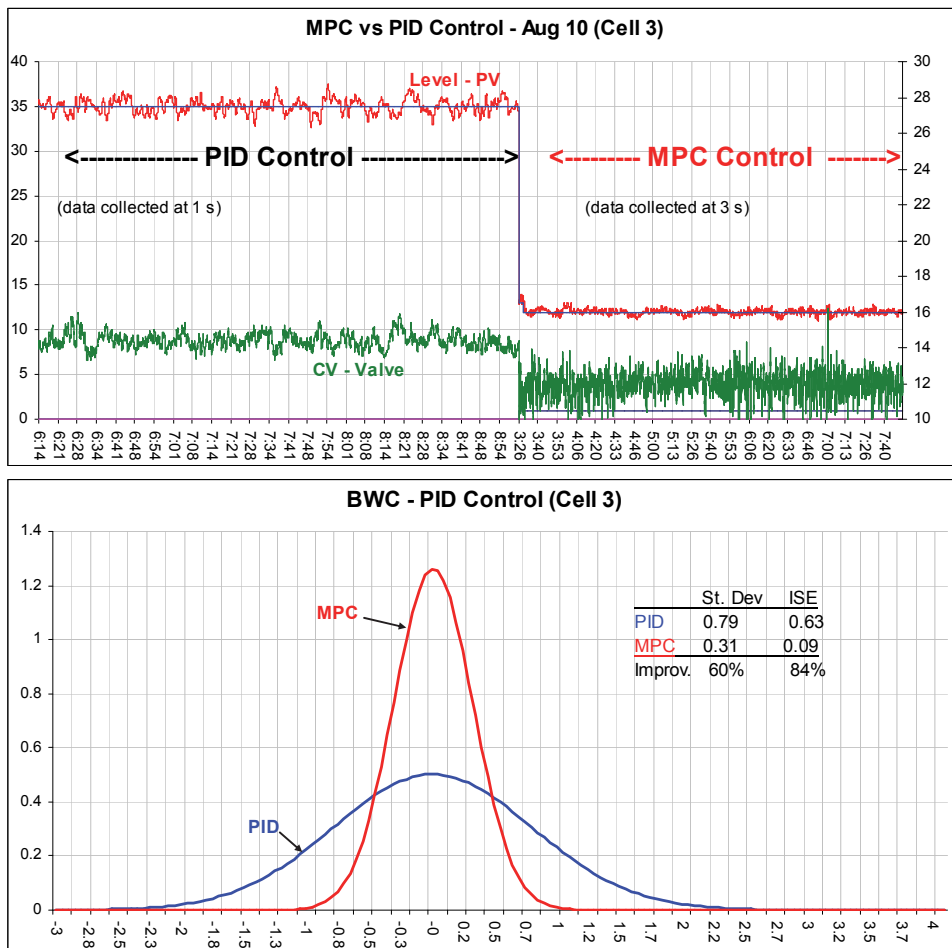 MPC vs PID Control - Aug 10 (Cell 3)
40
35
30
25
20
15
10
5
0
30
28
26
24
22
20
18
16
14
12
10
Level - PV
<------------- PID Control -------------->
<--------- MPC Control ------->
(data collected at 1 s)
(data collected at 3 s)
CV - Valve
6:14 6:21 6:28 6:34 6:41 6:48 6:54 7:01 7:08 7:14 7:21 7:28 7:34 7:41 7:48 7:54 8:01 8:08 8:14 8:21 8:28 8:34 8:41 8:48 8:54 3:26 3:40 3:53 4:06 4:20 4:33 4:46 5:00 5:13 5:26 5:40 5:53 6:06 6:20 6:33 6:46 7:00 7:13 7:26 7:40
BWC - PID Control (Cell 3)
1.4
1.2
1
0.8
0.6
0.4
0.2
0
MPC
PID
St. Dev ISE
PID 0.79 0.63
MPC 0.31 0.09
Improv. 60% 84%
-3 -2.8 -2.5 -2.3 -2 -1.8 -1.5 -1.3 -1 -0.8 -0.5 -0.3 -0 0.2 0.5 0.7 1 1.2 1.5 1.7 2 2.2 2.5 2.7 3 3.2 3.5 3.7 4